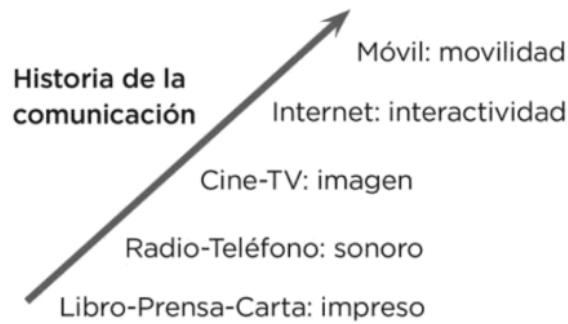 Móvil: movilidad
Historia de la
comunicación
Internet: interactividad
Cine-TV: imagen
Radio-Teléfono: sonoro
Libro-Prensa-Carta: impreso